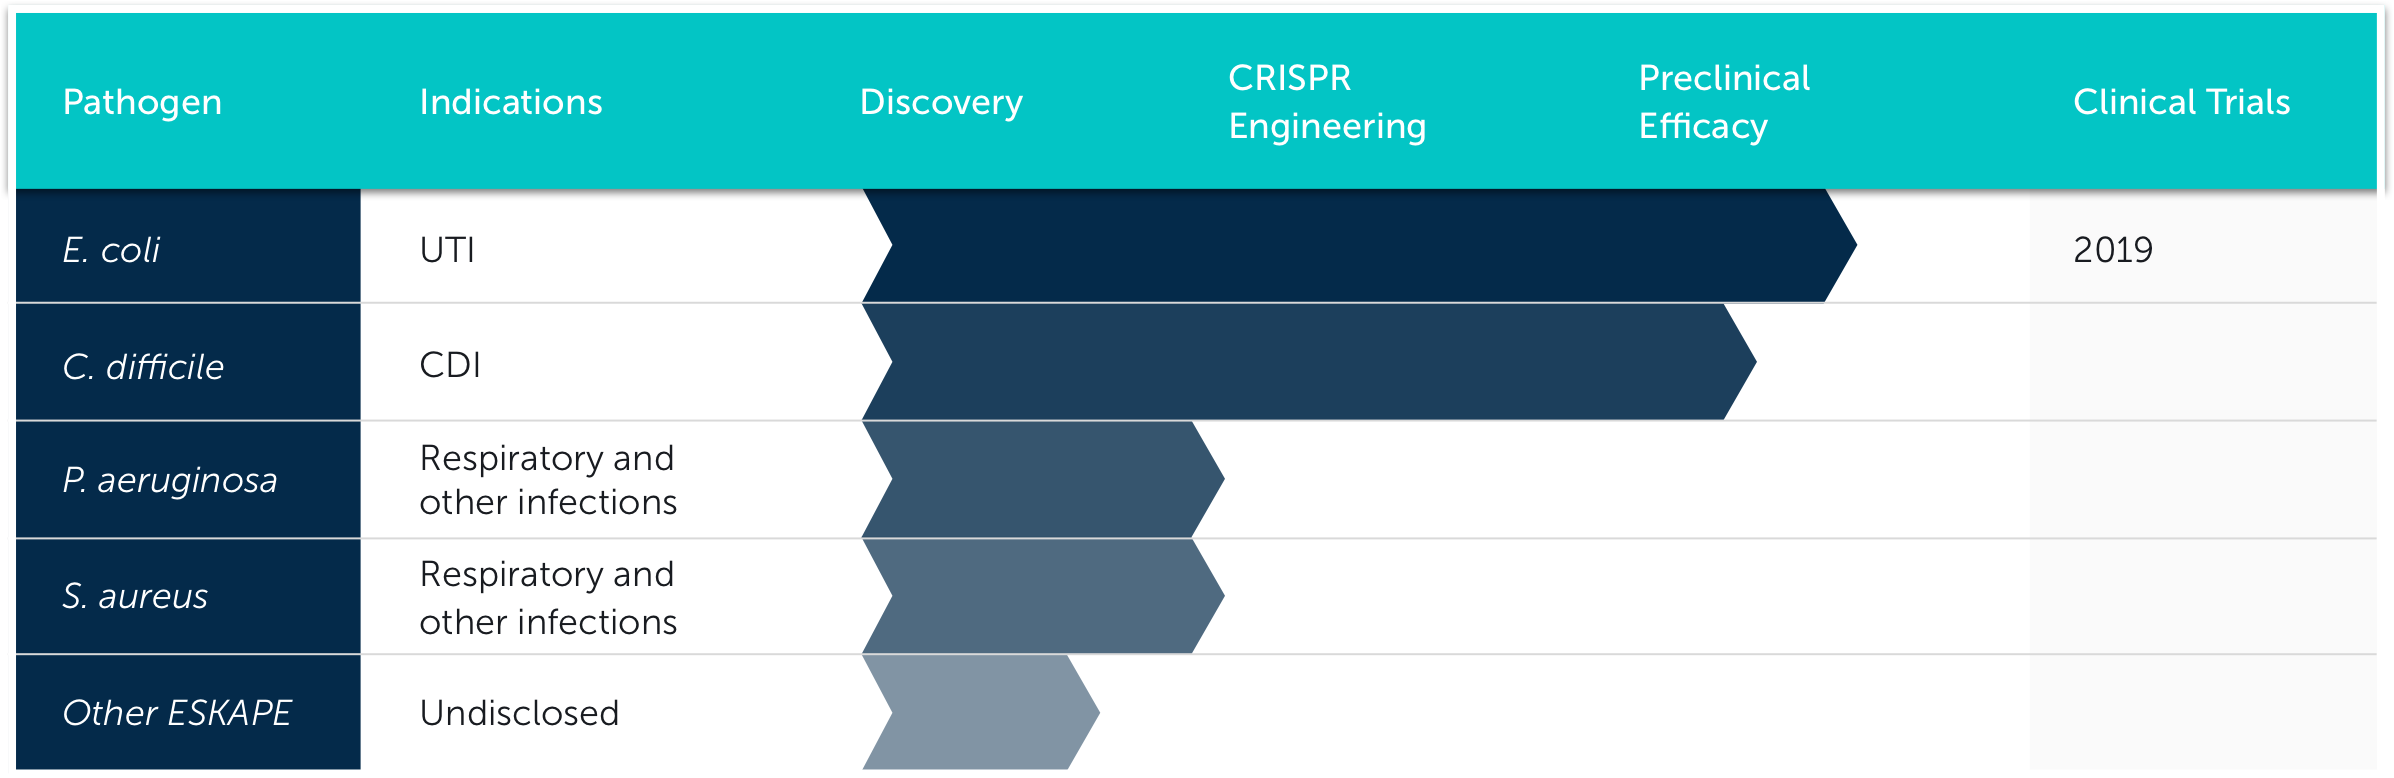 Pathogen
Indications
Discovery
CRISPR
Engineering
Preclinical
Efficacy
Clinical Trials
E. coli
UTI
2019
C. difficile
CDI
P. aeruginosa
Respiratory and
other infections
S. aureus
Respiratory and
other infections
Other ESKAPE
Undisclosed